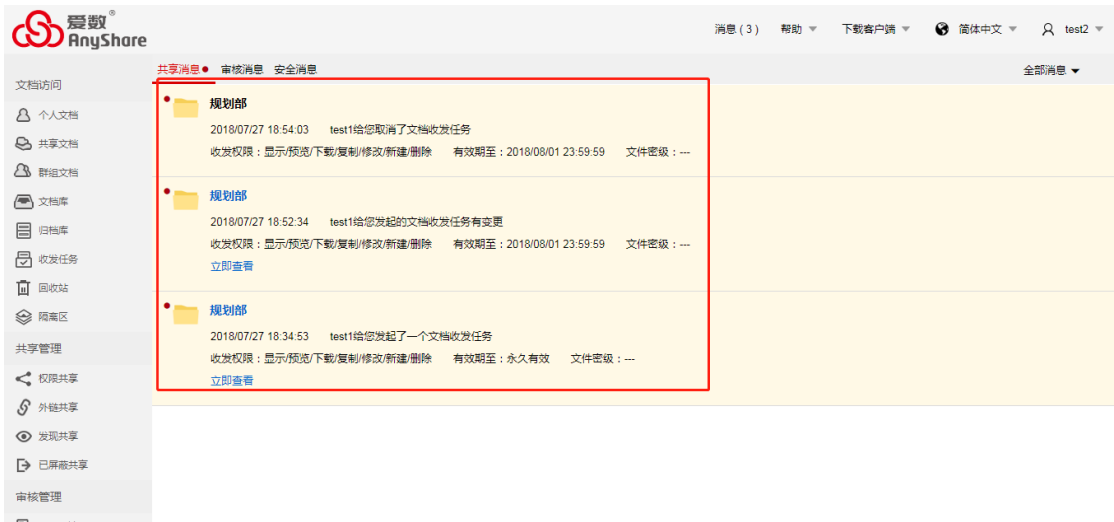 爱数®
AnyShare
消息 ( 3 ) 帮助 下载客户端 简体中文 test2
共享消息 审核消息 安全消息 全部消息
文档访问
个人文档
共享文档
群组文档
文档库
归档库
收发任务
回收站
隔离区
共享管理
权限共享
外链共享
发现共享
已屏蔽共享
审核管理
规划部
2018/07/27 18:54:03 test1给您取消了文档收发任务
收发权限：显示/预览/下载/复制/修改/新建/删除 有效期至：2018/08/01 23:59:59 文件密级：---
规划部
2018/07/27 18:52:34 test1给您发起的文档收发任务有变更
收发权限：显示/预览/下载/复制/修改/新建/删除 有效期至：2018/08/01 23:59:59 文件密级：---
立即查看
规划部
2018/07/27 18:34:53 test1给您发起了一个文档收发任务
收发权限：显示/预览/下载/复制/修改/新建/删除 有效期至：永久有效 文件密级：---
立即查看